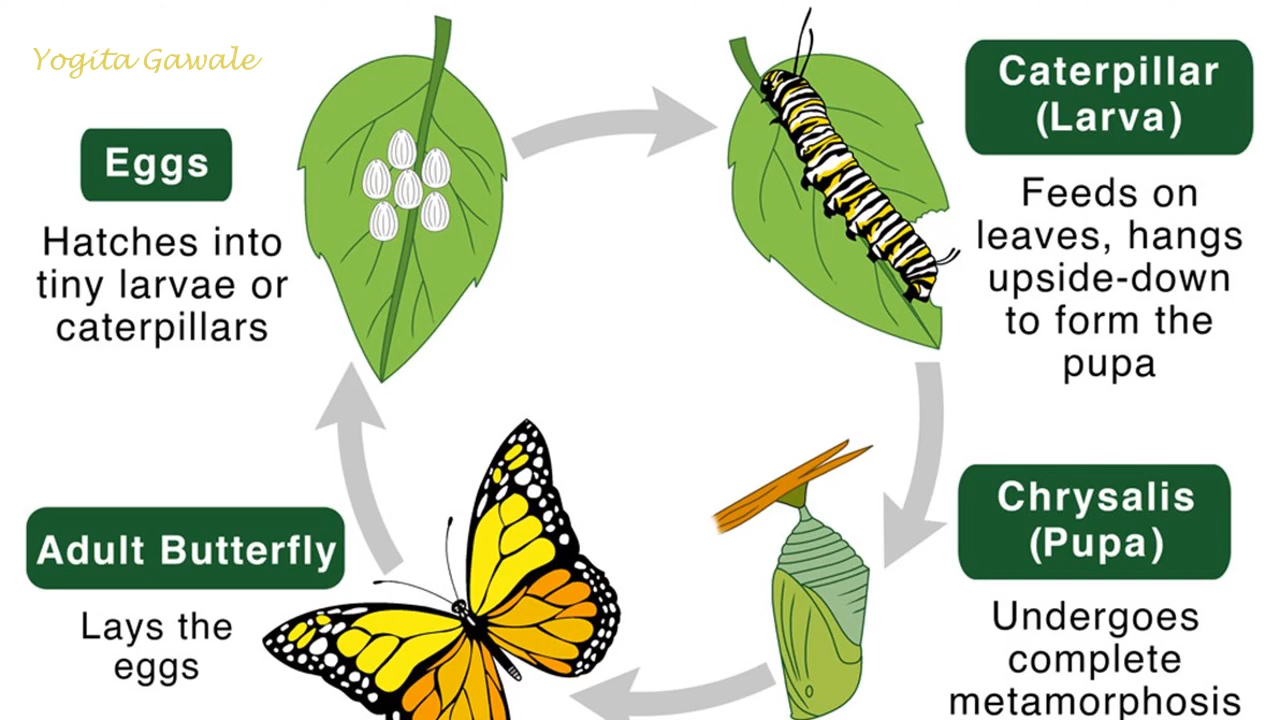 Yogita Gawale
Eggs
Hatches into
tiny larvae or
caterpillars
Caterpillar
(Larva)
Feeds on
leaves, hangs
upside-down
to form the
pupa
Adult Butterfly
Lays the
eggs
Chrysalis
(Pupa)
Undergoes
complete
metamorphosis